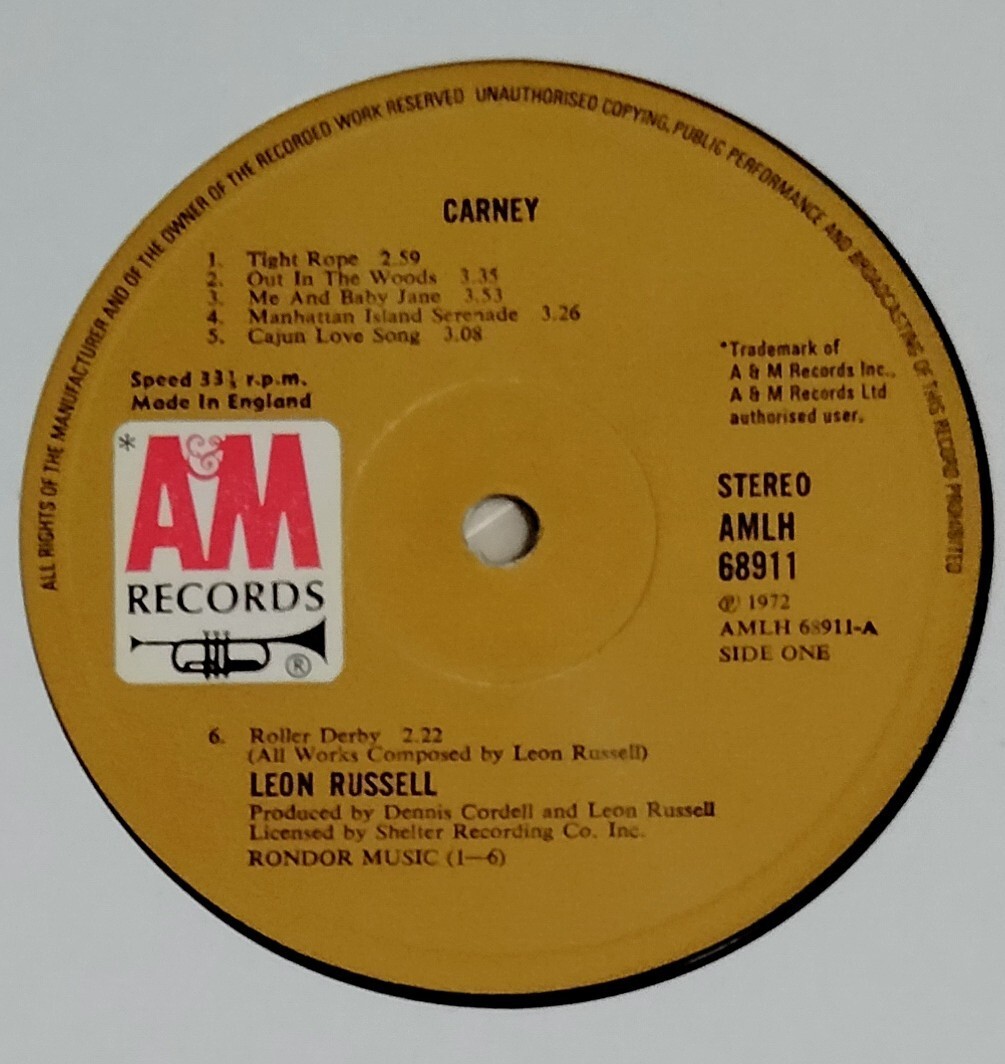 ALL RIGHTS OF THE MANUFACTURER AND OF THE OWNER OF THE RECORDED WORK RESERVED UNAUTHORISED COPYING, PUBLIC PERFORMANCE AND BROADCASTING OF THIS RECORD PROHIBITED
CARNEY
1. Tight Rope 2.59
2. Out In The Woods 3.35
3. Me And Baby Jane 3.53
4. Manhattan Island Serenade 3.26
5. Cajun Love Song 3.08
Speed 33⅓ r.p.m.
Made In England
*Trademark of
A & M Records Inc.,
A & M Records Ltd
authorised user.
* A&M
RECORDS
®
STEREO
AMLH
68911
℗ 1972
AMLH 68911-A
SIDE ONE
6. Roller Derby 2.22
(All Works Composed by Leon Russell)
LEON RUSSELL
Produced by Dennis Cordell and Leon Russell
Licensed by Shelter Recording Co. Inc.
RONDOR MUSIC (1—6)